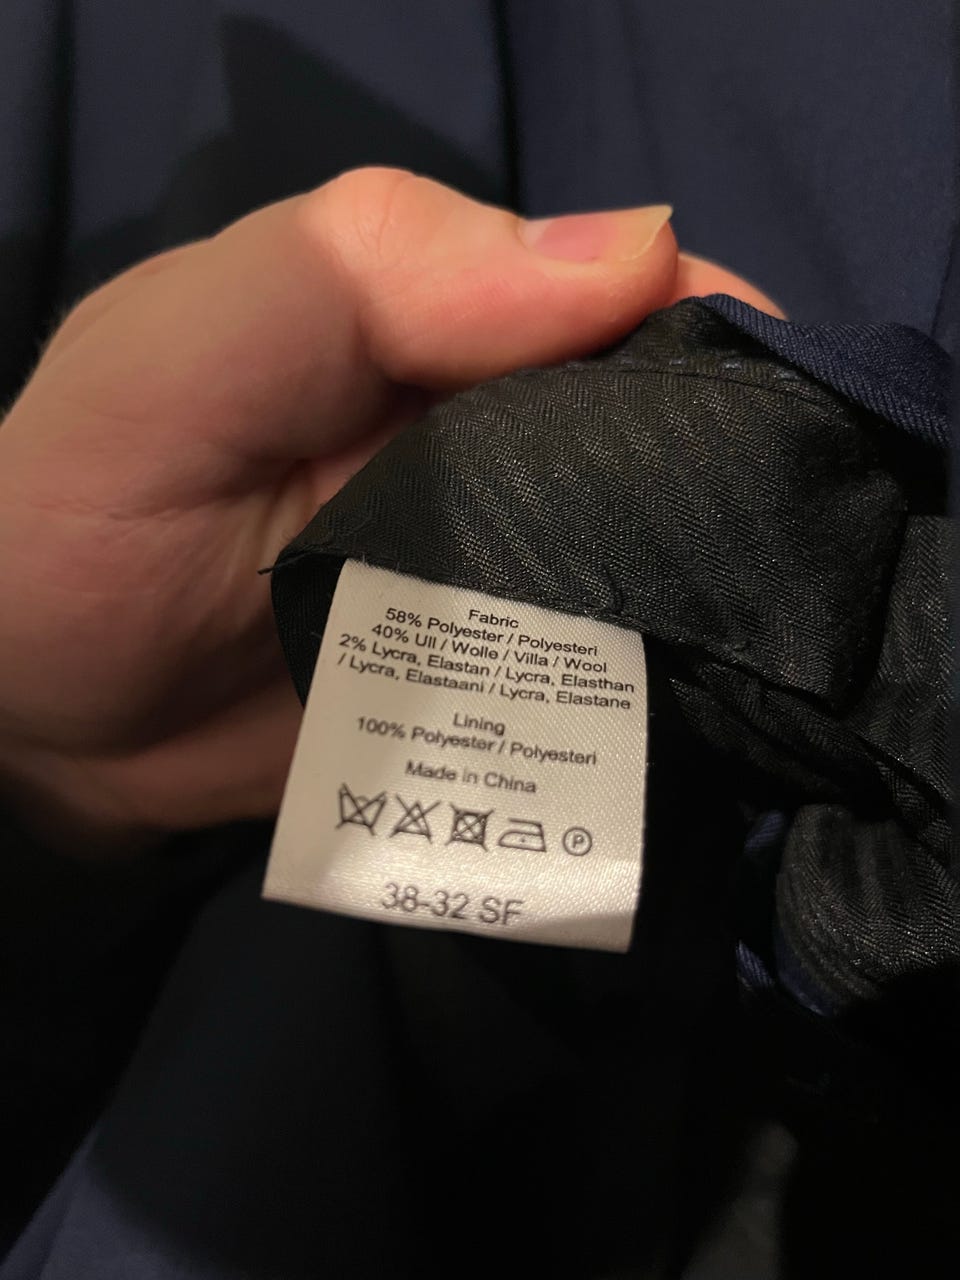 Fabric
58% Polyester / Polyesteri
40% Ull / Wolle / Villa / Wool
2% Lycra, Elastan / Lycra, Elasthan
/ Lycra, Elastaani / Lycra, Elastane
Lining
100% Polyester / Polyesteri
Made in China
P
38-32 SF